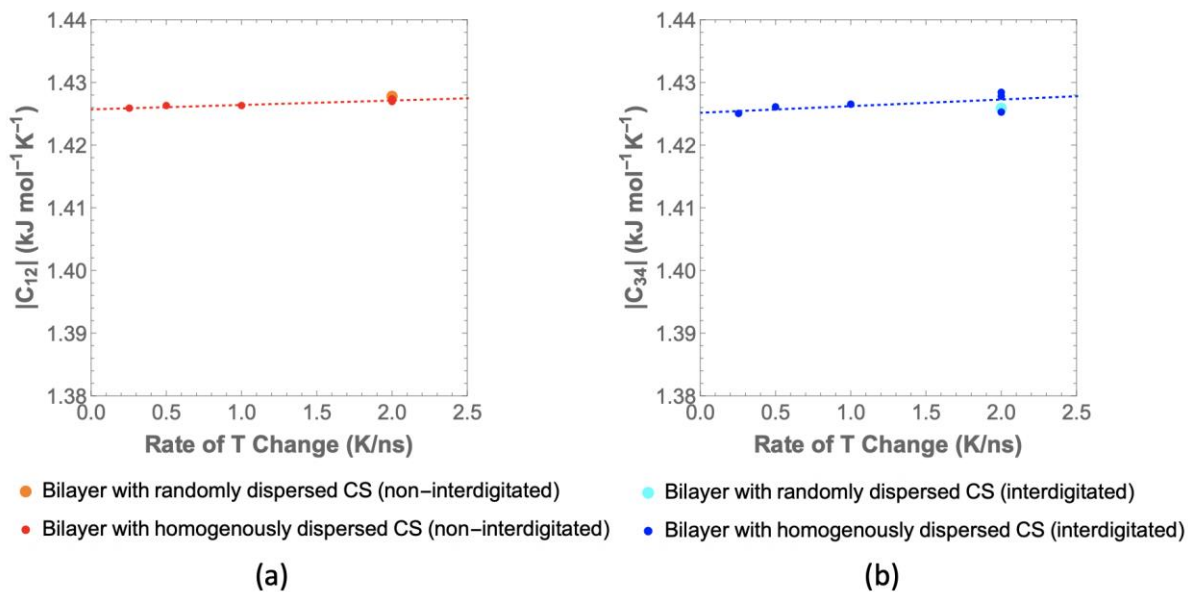 1.44
1.43
1.42
1.41
1.40
1.39
1.38
|C₁₂| (kJ mol⁻¹K⁻¹)
0.0 0.5 1.0 1.5 2.0 2.5
Rate of T Change (K/ns)
Bilayer with randomly dispersed CS (non−interdigitated)
Bilayer with homogenously dispersed CS (non−interdigitated)
(a)
1.44
1.43
1.42
1.41
1.40
1.39
1.38
|C₃₄| (kJ mol⁻¹K⁻¹)
0.0 0.5 1.0 1.5 2.0 2.5
Rate of T Change (K/ns)
Bilayer with randomly dispersed CS (interdigitated)
Bilayer with homogenously dispersed CS (interdigitated)
(b)